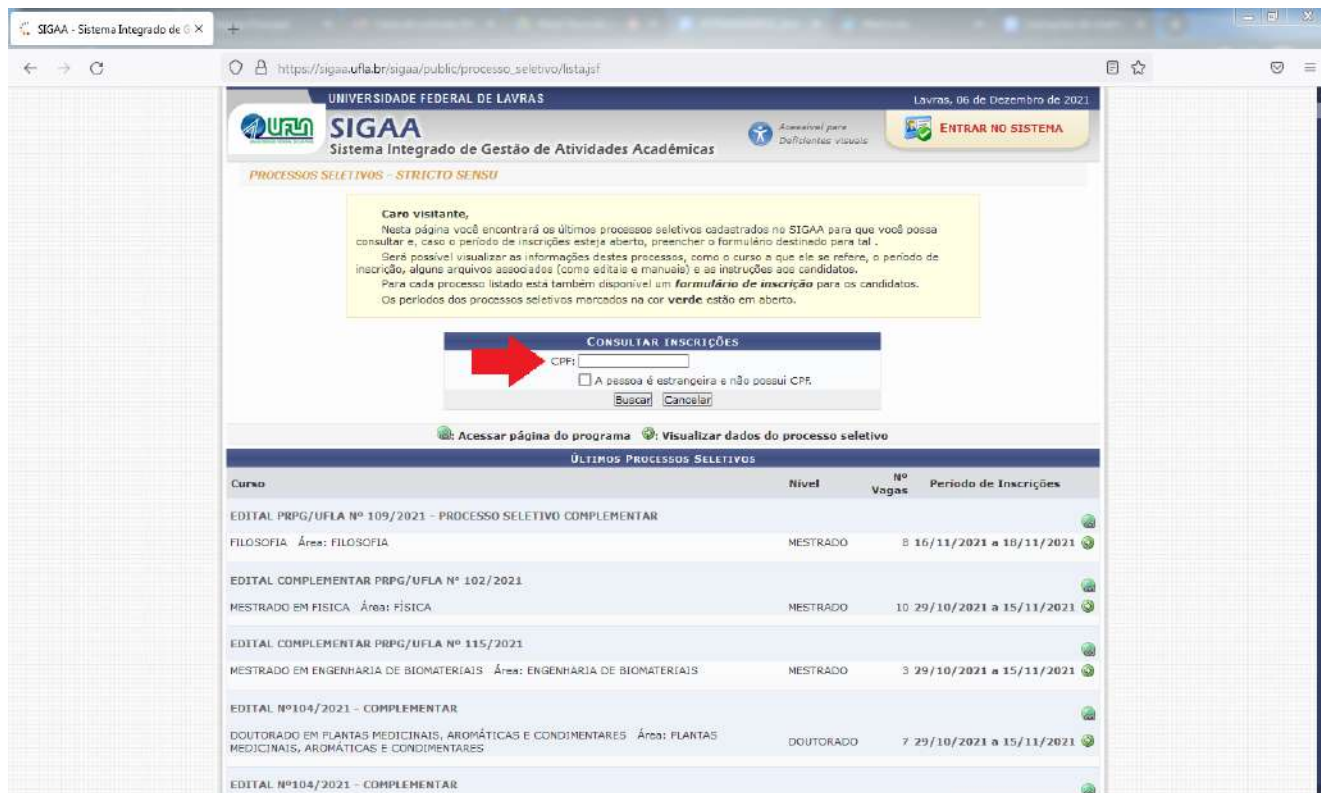 SIGAA - Sistema Integrado de G
https://sigaa.ufla.br/sigaa/public/processo_seletivo/lista.jsf
UNIVERSIDADE FEDERAL DE LAVRAS
Lavras, 06 de Dezembro de 2021
UFLA
SIGAA
Sistema Integrado de Gestão de Atividades Acadêmicas
Acessível para
Deficientes visuais
ENTRAR NO SISTEMA
PROCESSOS SELETIVOS - STRICTO SENSU
Caro visitante,
Nesta página você encontrará os últimos processos seletivos cadastrados no SIGAA para que você possa
consultar e, caso o período de inscrições esteja aberto, preencher o formulário destinado para tal .
Será possível visualizar as informações destes processos, como o curso a que ele se refere, o período de
inscrição, alguns arquivos associados (como editais e manuais) e as instruções aos candidatos.
Para cada processo listado está também disponível um formulário de inscrição para os candidatos.
Os períodos dos processos seletivos marcados na cor verde estão em aberto.
CONSULTAR INSCRIÇÕES
CPF:
A pessoa é estrangeira e não possui CPF.
Buscar Cancelar
: Acessar página do programa : Visualizar dados do processo seletivo
ÚLTIMOS PROCESSOS SELETIVOS
Curso Nível Nº Vagas Período de Inscrições
EDITAL PRPG/UFLA Nº 109/2021 - PROCESSO SELETIVO COMPLEMENTAR
FILOSOFIA Área: FILOSOFIA MESTRADO 8 16/11/2021 a 18/11/2021
EDITAL COMPLEMENTAR PRPG/UFLA N° 102/2021
MESTRADO EM FISICA Área: FÍSICA MESTRADO 10 29/10/2021 a 15/11/2021
EDITAL COMPLEMENTAR PRPG/UFLA Nº 115/2021
MESTRADO EM ENGENHARIA DE BIOMATERIAIS Área: ENGENHARIA DE BIOMATERIAIS MESTRADO 3 29/10/2021 a 15/11/2021
EDITAL Nº104/2021 - COMPLEMENTAR
DOUTORADO EM PLANTAS MEDICINAIS, AROMÁTICAS E CONDIMENTARES Área: PLANTAS
MEDICINAIS, AROMÁTICAS E CONDIMENTARES DOUTORADO 7 29/10/2021 a 15/11/2021
EDITAL Nº104/2021 - COMPLEMENTAR